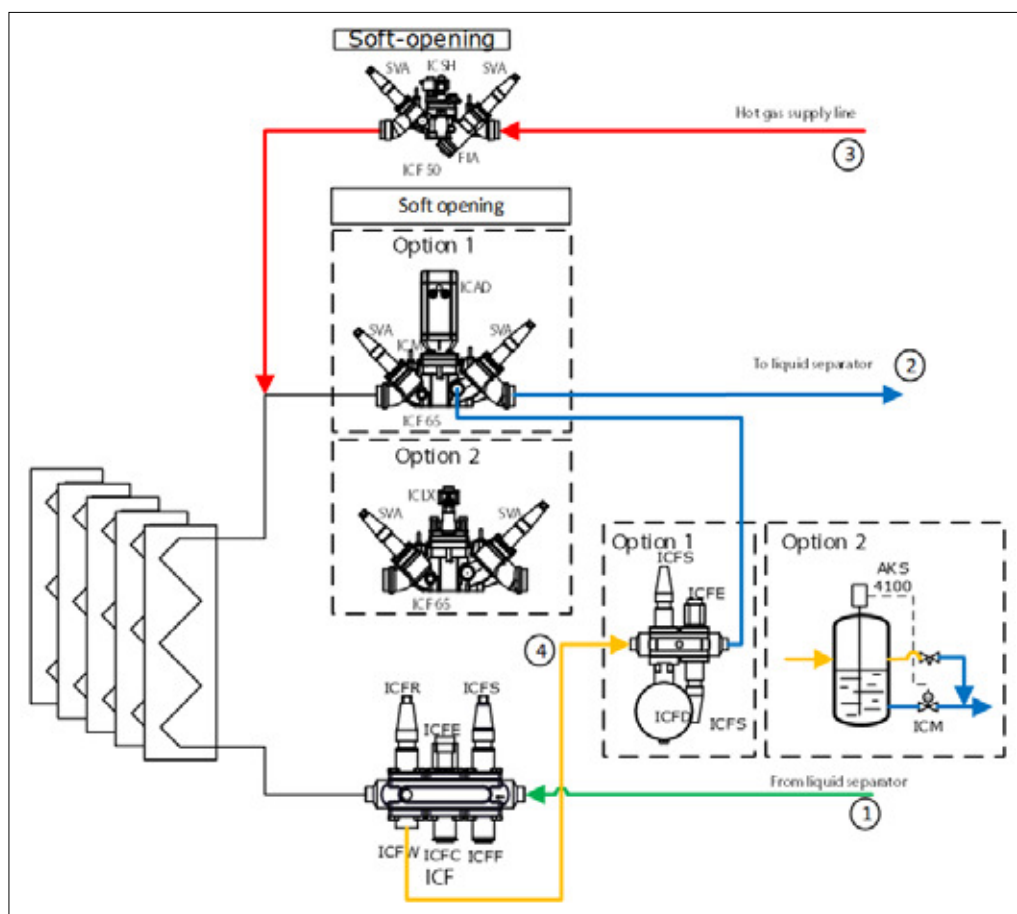 Soft-opening
SVA
ICSH
SVA
Hot gas supply line
3
FIA
ICF 50
Soft opening
Option 1
ICAD
SVA
SVA
ICM
To liquid separator
2
ICF 65
Option 2
ICLX
SVA
SVA
ICF 65
Option 1
Option 2
ICFS
AKS
4100
ICFE
4
ICFD
ICFS
ICM
ICFR
ICFS
ICFE
From liquid separator
1
ICFW
ICFC
ICFF
ICF